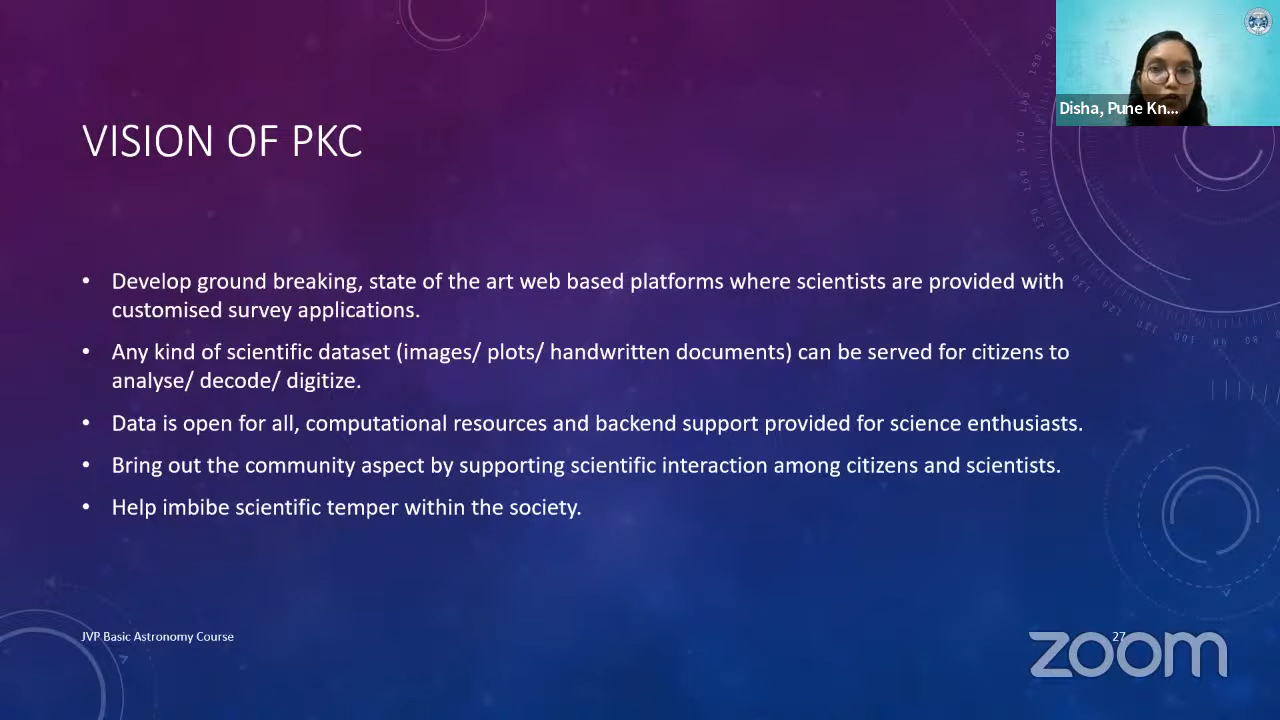 Disha, Pune Kn...
VISION OF PKC
• Develop ground breaking, state of the art web based platforms where scientists are provided with
customised survey applications.
• Any kind of scientific dataset (images/ plots/ handwritten documents) can be served for citizens to
analyse/ decode/ digitize.
• Data is open for all, computational resources and backend support provided for science enthusiasts.
• Bring out the community aspect by supporting scientific interaction among citizens and scientists.
• Help imbibe scientific temper within the society.
JVP Basic Astronomy Course
27
zoom